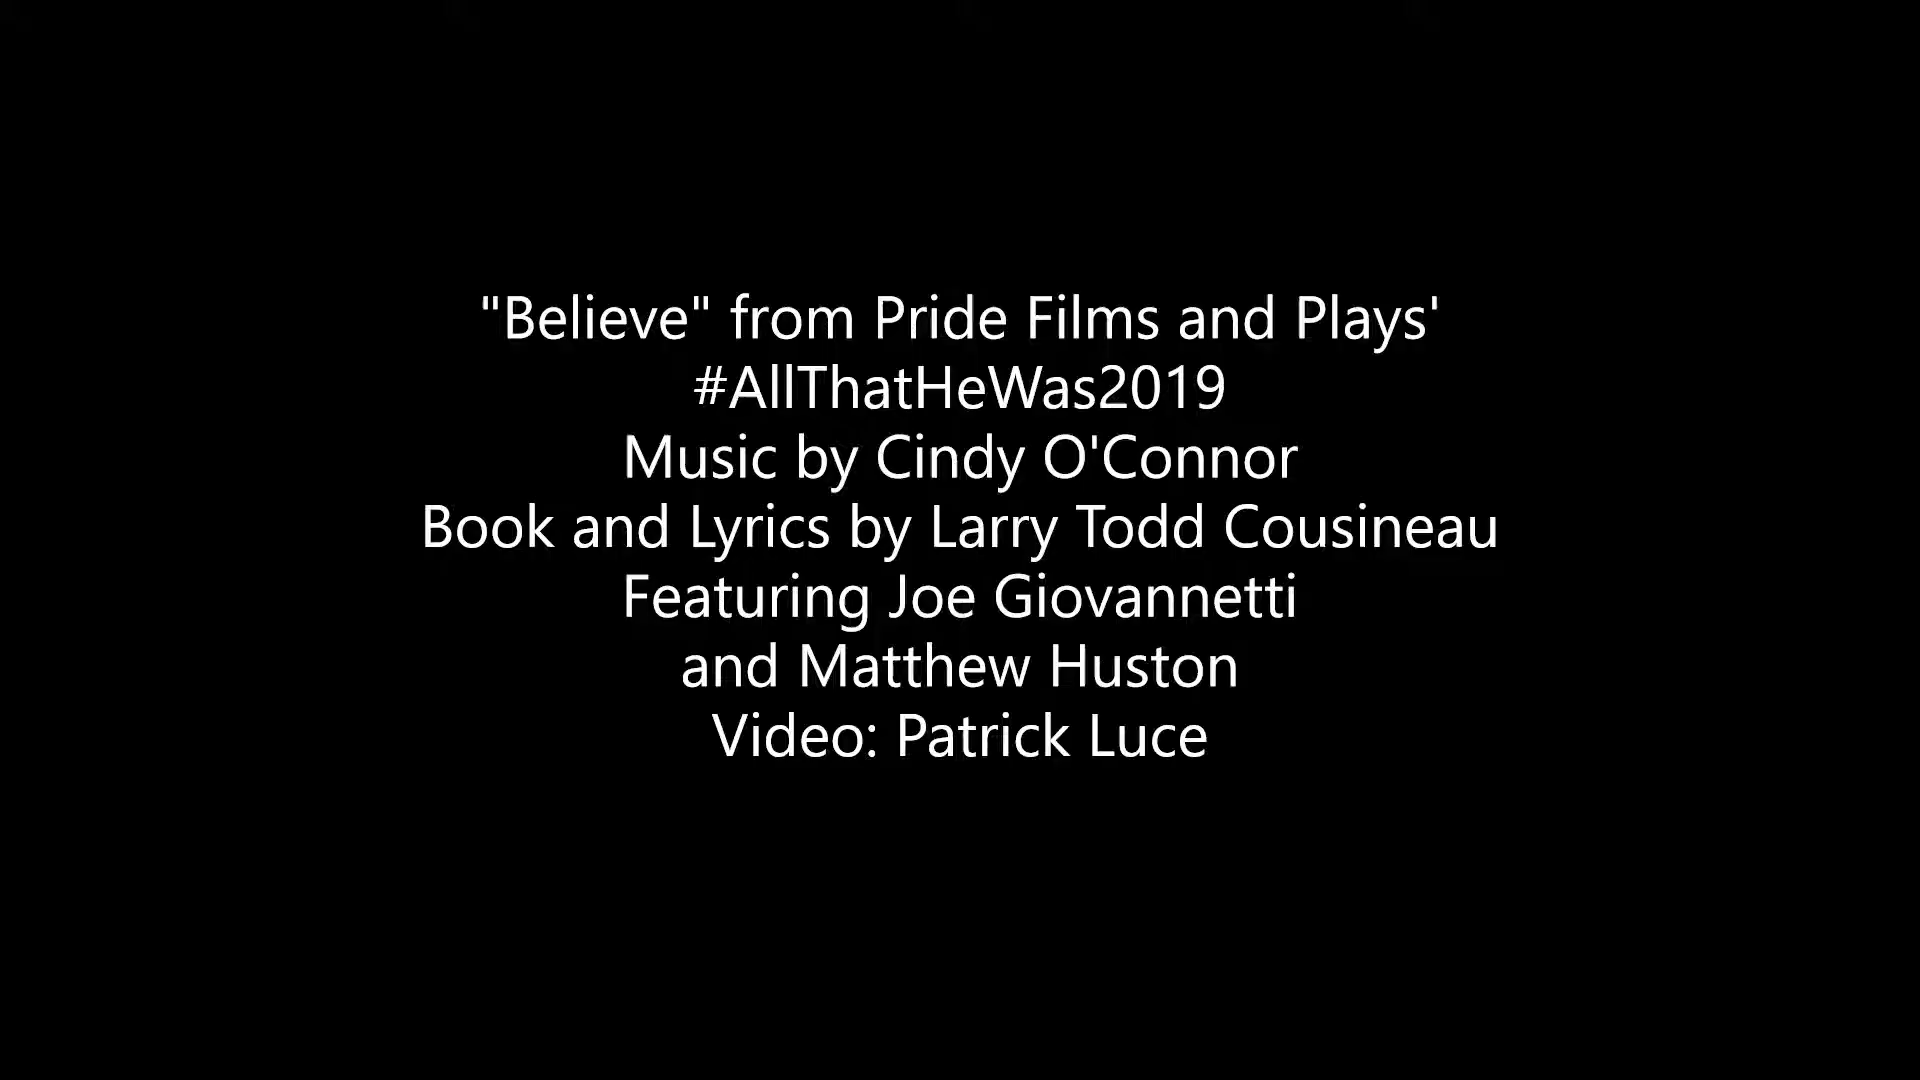 "Believe" from Pride Films and Plays'
#AllThatHeWas2019
Music by Cindy O'Connor
Book and Lyrics by Larry Todd Cousineau
Featuring Joe Giovannetti
and Matthew Huston
Video: Patrick Luce